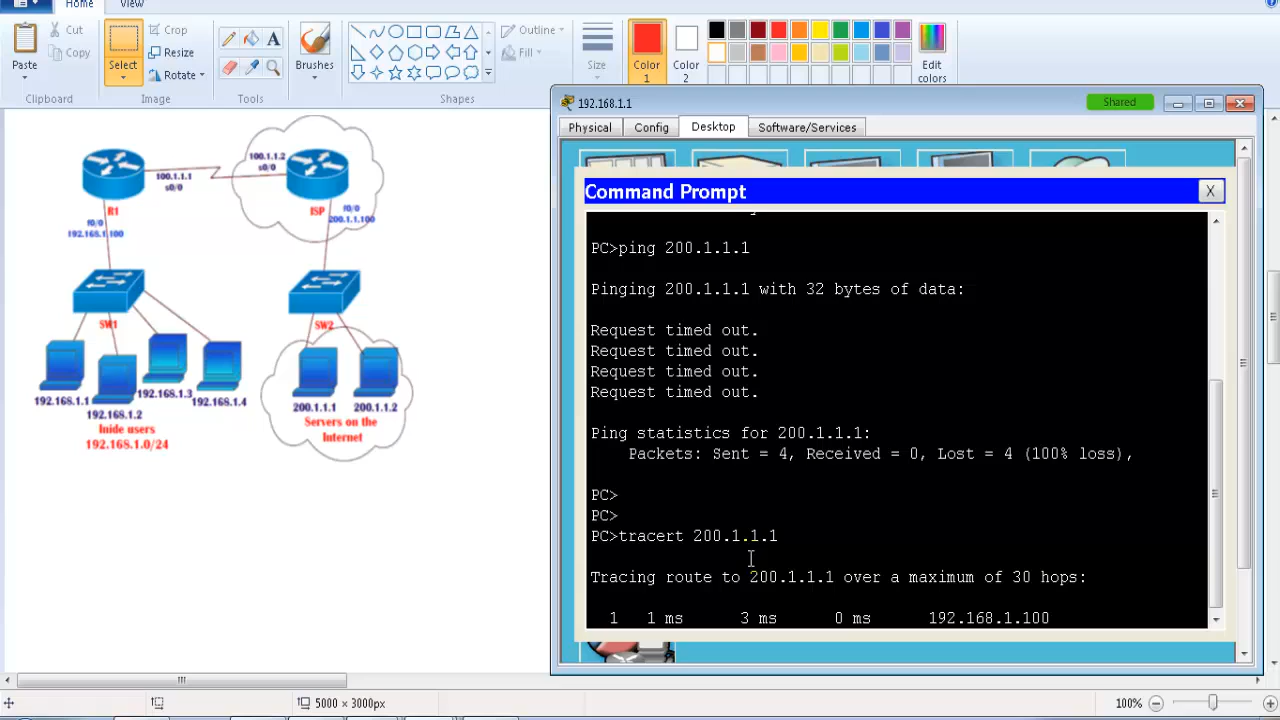 Home
View
Paste
Cut
Copy
Clipboard
Select
Crop
Resize
Rotate
Image
A
Tools
Brushes
Outline
Fill
Shapes
Size
Color
1
Color
2
Edit
colors
100.1.1.1
s0/0
100.1.1.2
s0/0
R1
ISP
f0/0
192.168.1.100
f0/0
200.1.1.100
SW1
SW2
192.168.1.1
192.168.1.2
192.168.1.3
192.168.1.4
Inide users
192.168.1.0/24
200.1.1.1
200.1.1.2
Servers on the
Internet
192.168.1.1
Shared
Physical
Config
Desktop
Software/Services
Command Prompt
X
PC>ping 200.1.1.1
Pinging 200.1.1.1 with 32 bytes of data:
Request timed out.
Request timed out.
Request timed out.
Request timed out.
Ping statistics for 200.1.1.1:
Packets: Sent = 4, Received = 0, Lost = 4 (100% loss),
PC>
PC>
PC>tracert 200.1.1.1
Tracing route to 200.1.1.1 over a maximum of 30 hops:
1 1 ms 3 ms 0 ms 192.168.1.100
5000 × 3000px
100%